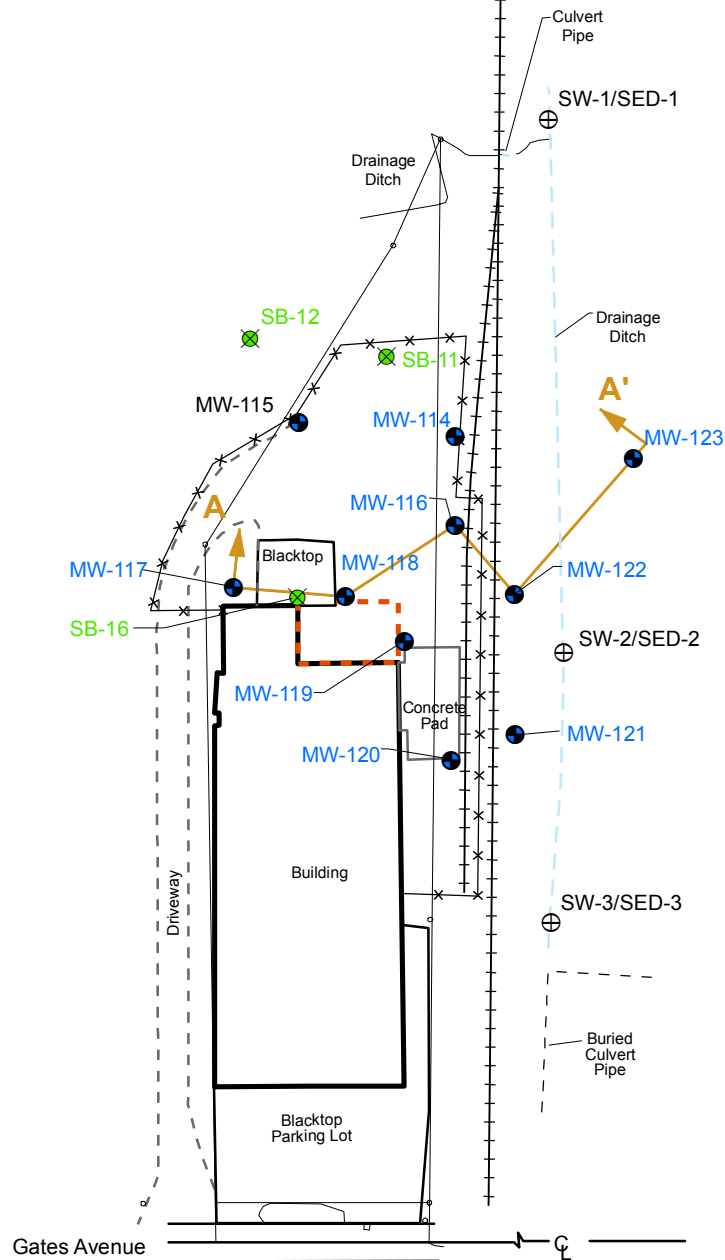 Culvert
Pipe
SW-1/SED-1
Drainage
Ditch
SB-12
Drainage
Ditch
SB-11
A'
MW-115
MW-114
MW-123
MW-116
A
Blacktop
MW-117
MW-118
MW-122
SB-16
SW-2/SED-2
MW-119
Concrete
Pad
MW-121
MW-120
Building
Driveway
SW-3/SED-3
Buried
Culvert
Pipe
Blacktop
Parking Lot
Gates Avenue
CL